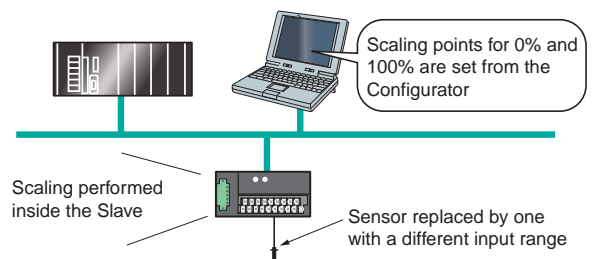 Scaling points for 0% and
100% are set from the
Configurator
Scaling performed
inside the Slave
Sensor replaced by one
with a different input range